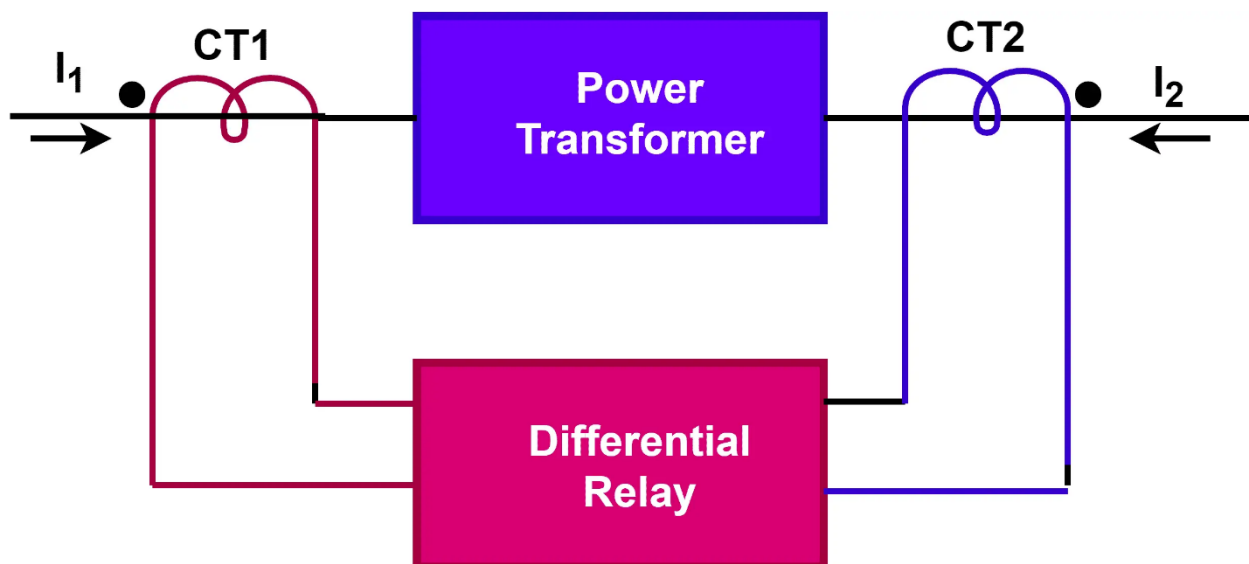 CT1
CT2
I₁
I₂
Power
Transformer
Differential
Relay